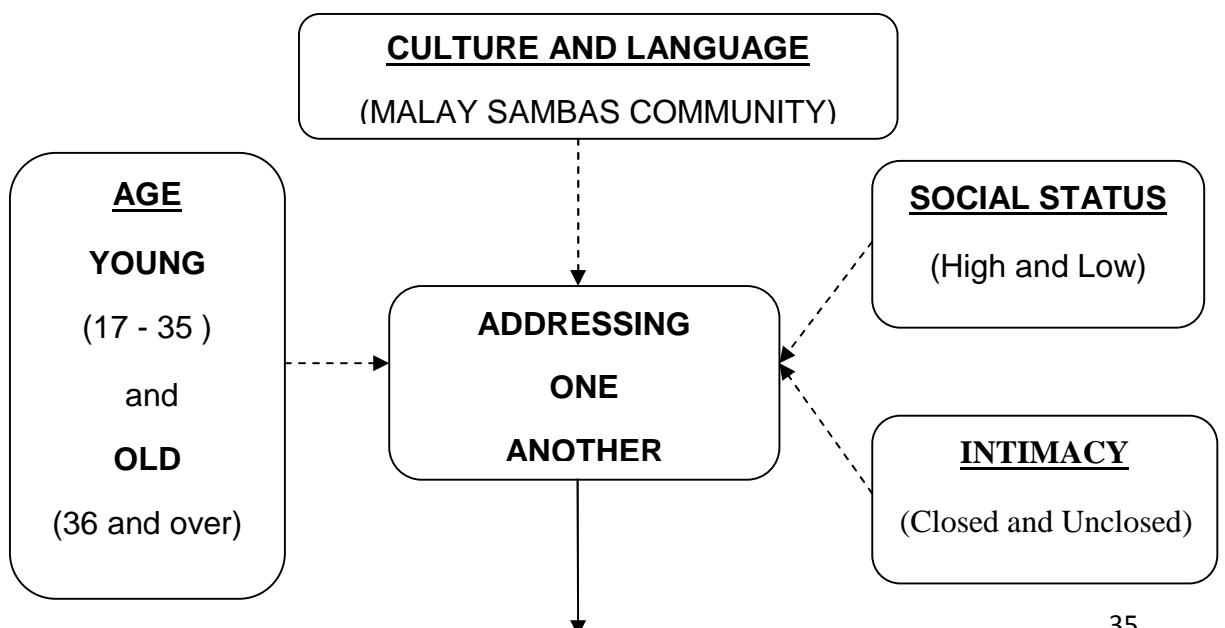 CULTURE AND LANGUAGE
(MALAY SAMBAS COMMUNITY)
AGE
YOUNG
(17 - 35 )
and
OLD
(36 and over)
ADDRESSING
ONE
ANOTHER
SOCIAL STATUS
(High and Low)
INTIMACY
(Closed and Unclosed)
35